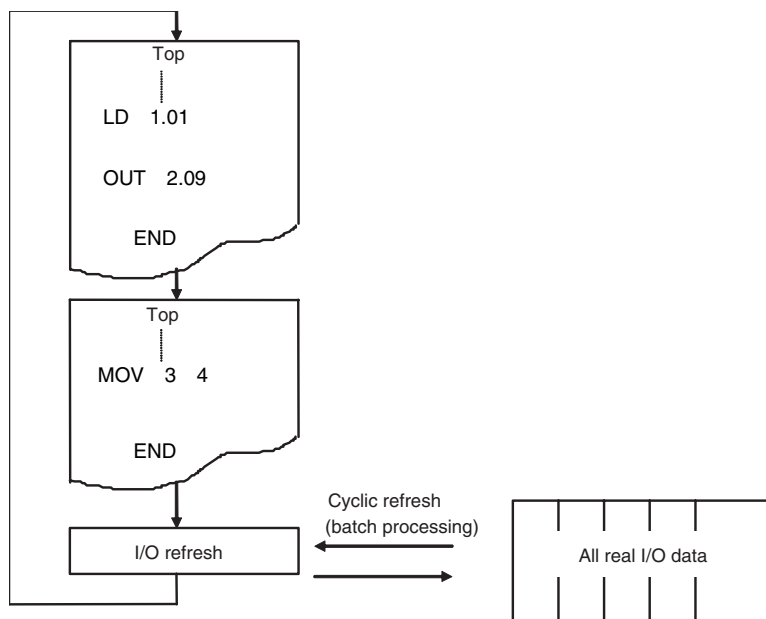 Top
LD 1.01
OUT 2.09
END
Top
MOV 3 4
END
I/O refresh
Cyclic refresh
(batch processing)
All real I/O data